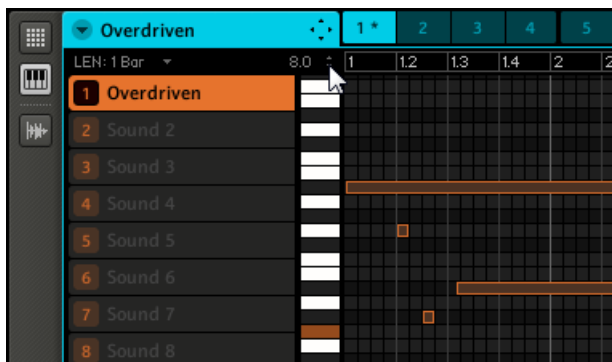 Overdriven 1 * 2 3 4 5
LEN: 1 Bar 8.0 1 1.2 1.3 1.4 2
1 Overdriven
2 Sound 2
3 Sound 3
4 Sound 4
5 Sound 5
6 Sound 6
7 Sound 7
8 Sound 8